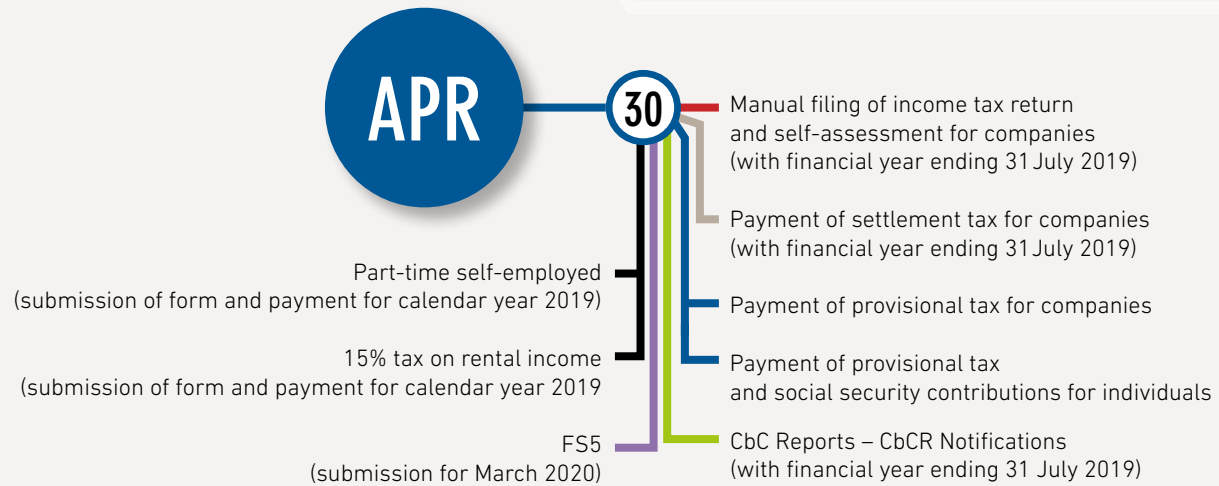 APR
30
Manual filing of income tax return
and self-assessment for companies
(with financial year ending 31 July 2019)
Payment of settlement tax for companies
(with financial year ending 31 July 2019)
Part-time self-employed
(submission of form and payment for calendar year 2019)
Payment of provisional tax for companies
15% tax on rental income
(submission of form and payment for calendar year 2019
Payment of provisional tax
and social security contributions for individuals
FS5
(submission for March 2020)
CbC Reports – CbCR Notifications
(with financial year ending 31 July 2019)